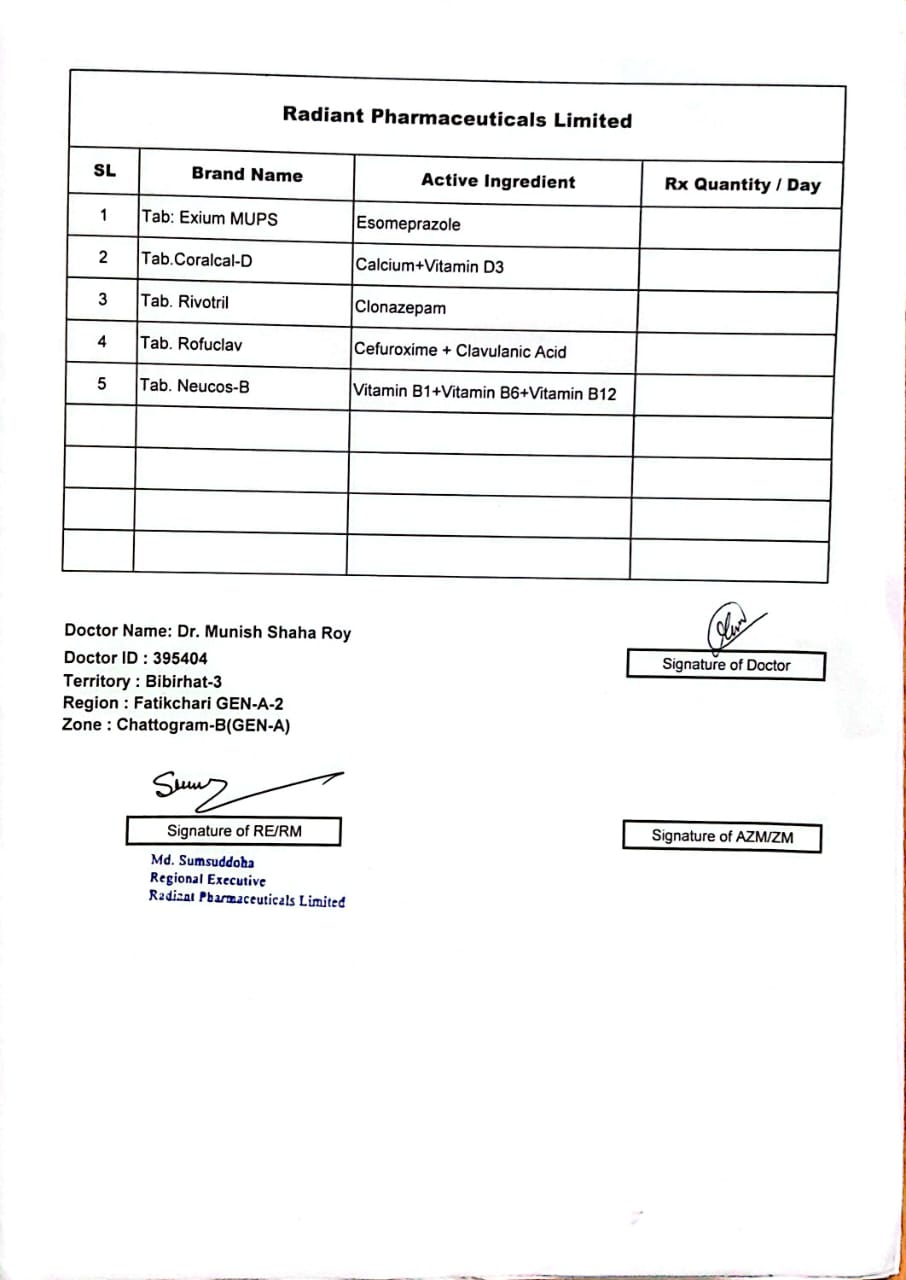 Radiant Pharmaceuticals Limited
SL Brand Name Active Ingredient Rx Quantity / Day
1 Tab: Exium MUPS Esomeprazole
2 Tab.Coralcal-D Calcium+Vitamin D3
3 Tab. Rivotril Clonazepam
4 Tab. Rofuclav Cefuroxime + Clavulanic Acid
5 Tab. Neucos-B Vitamin B1+Vitamin B6+Vitamin B12
Doctor Name: Dr. Munish Shaha Roy
Doctor ID : 395404
Territory : Bibirhat-3
Region : Fatikchari GEN-A-2
Zone : Chattogram-B(GEN-A)
Signature of Doctor
Signature of RE/RM
Signature of AZM/ZM
Md. Sumsuddoha
Regional Executive
Radiant Pharmaceuticals Limited